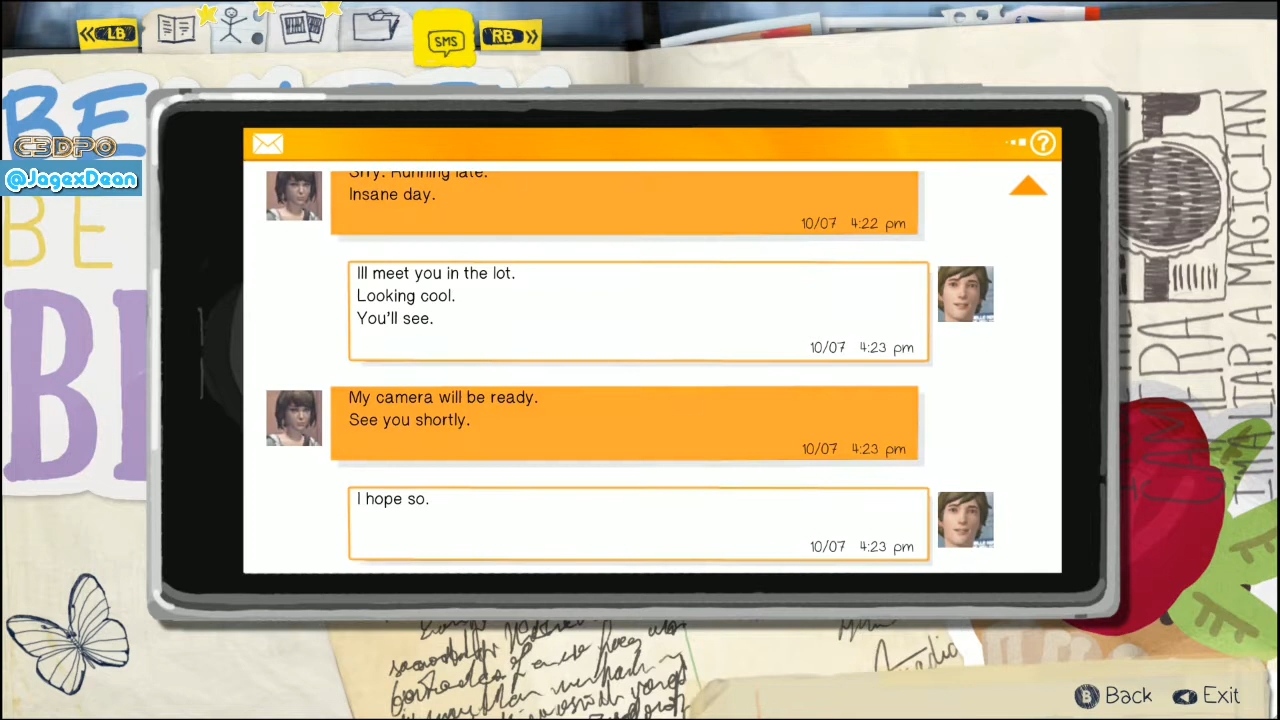 LB
SMS
RB
BE
C3DPO
@JagexDean
BE
Srry. Running late.
Insane day.
10/07 4:22 pm
Ill meet you in the lot.
Looking cool.
You'll see.
10/07 4:23 pm
My camera will be ready.
See you shortly.
10/07 4:23 pm
I hope so.
10/07 4:23 pm
CAMERA
A MAGICIAN
Back
Exit